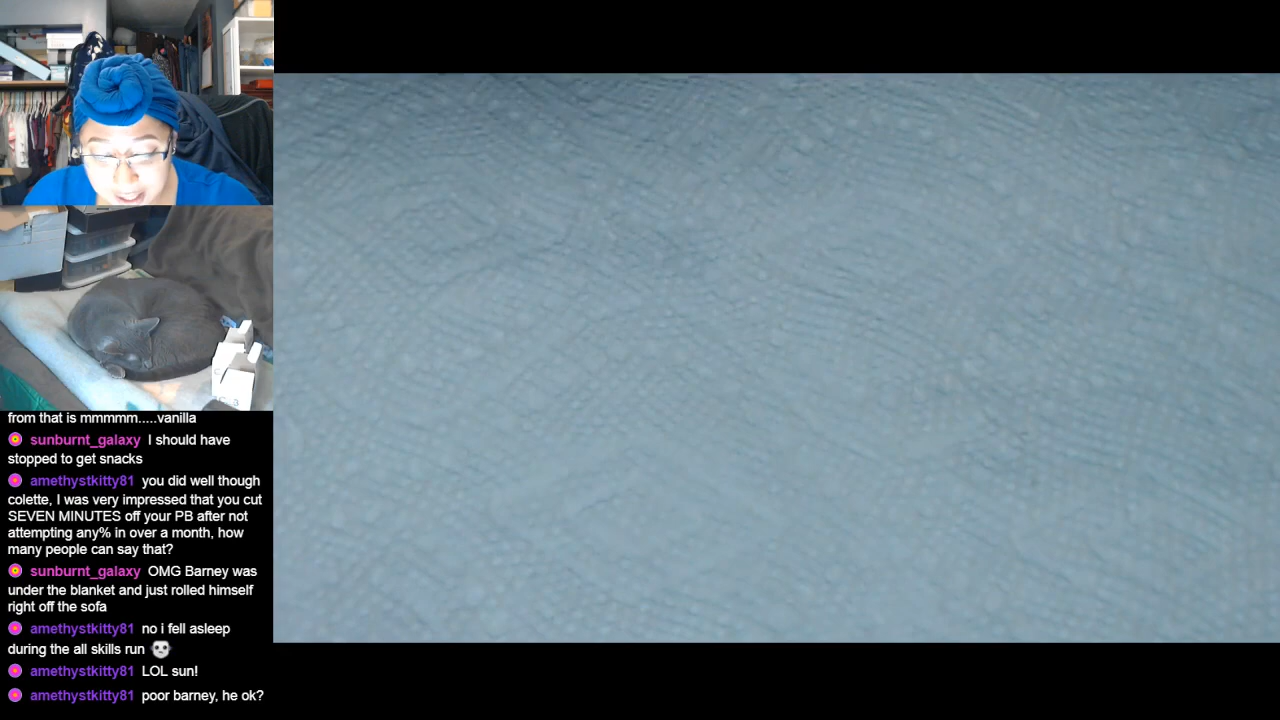 from that is mmmmm.....vanilla
sunburnt_galaxy I should have
stopped to get snacks
amethystkitty81 you did well though
colette, I was very impressed that you cut
SEVEN MINUTES off your PB after not
attempting any% in over a month, how
many people can say that?
sunburnt_galaxy OMG Barney was
under the blanket and just rolled himself
right off the sofa
amethystkitty81 no i fell asleep
during the all skills run
amethystkitty81 LOL sun!
amethystkitty81 poor barney, he ok?